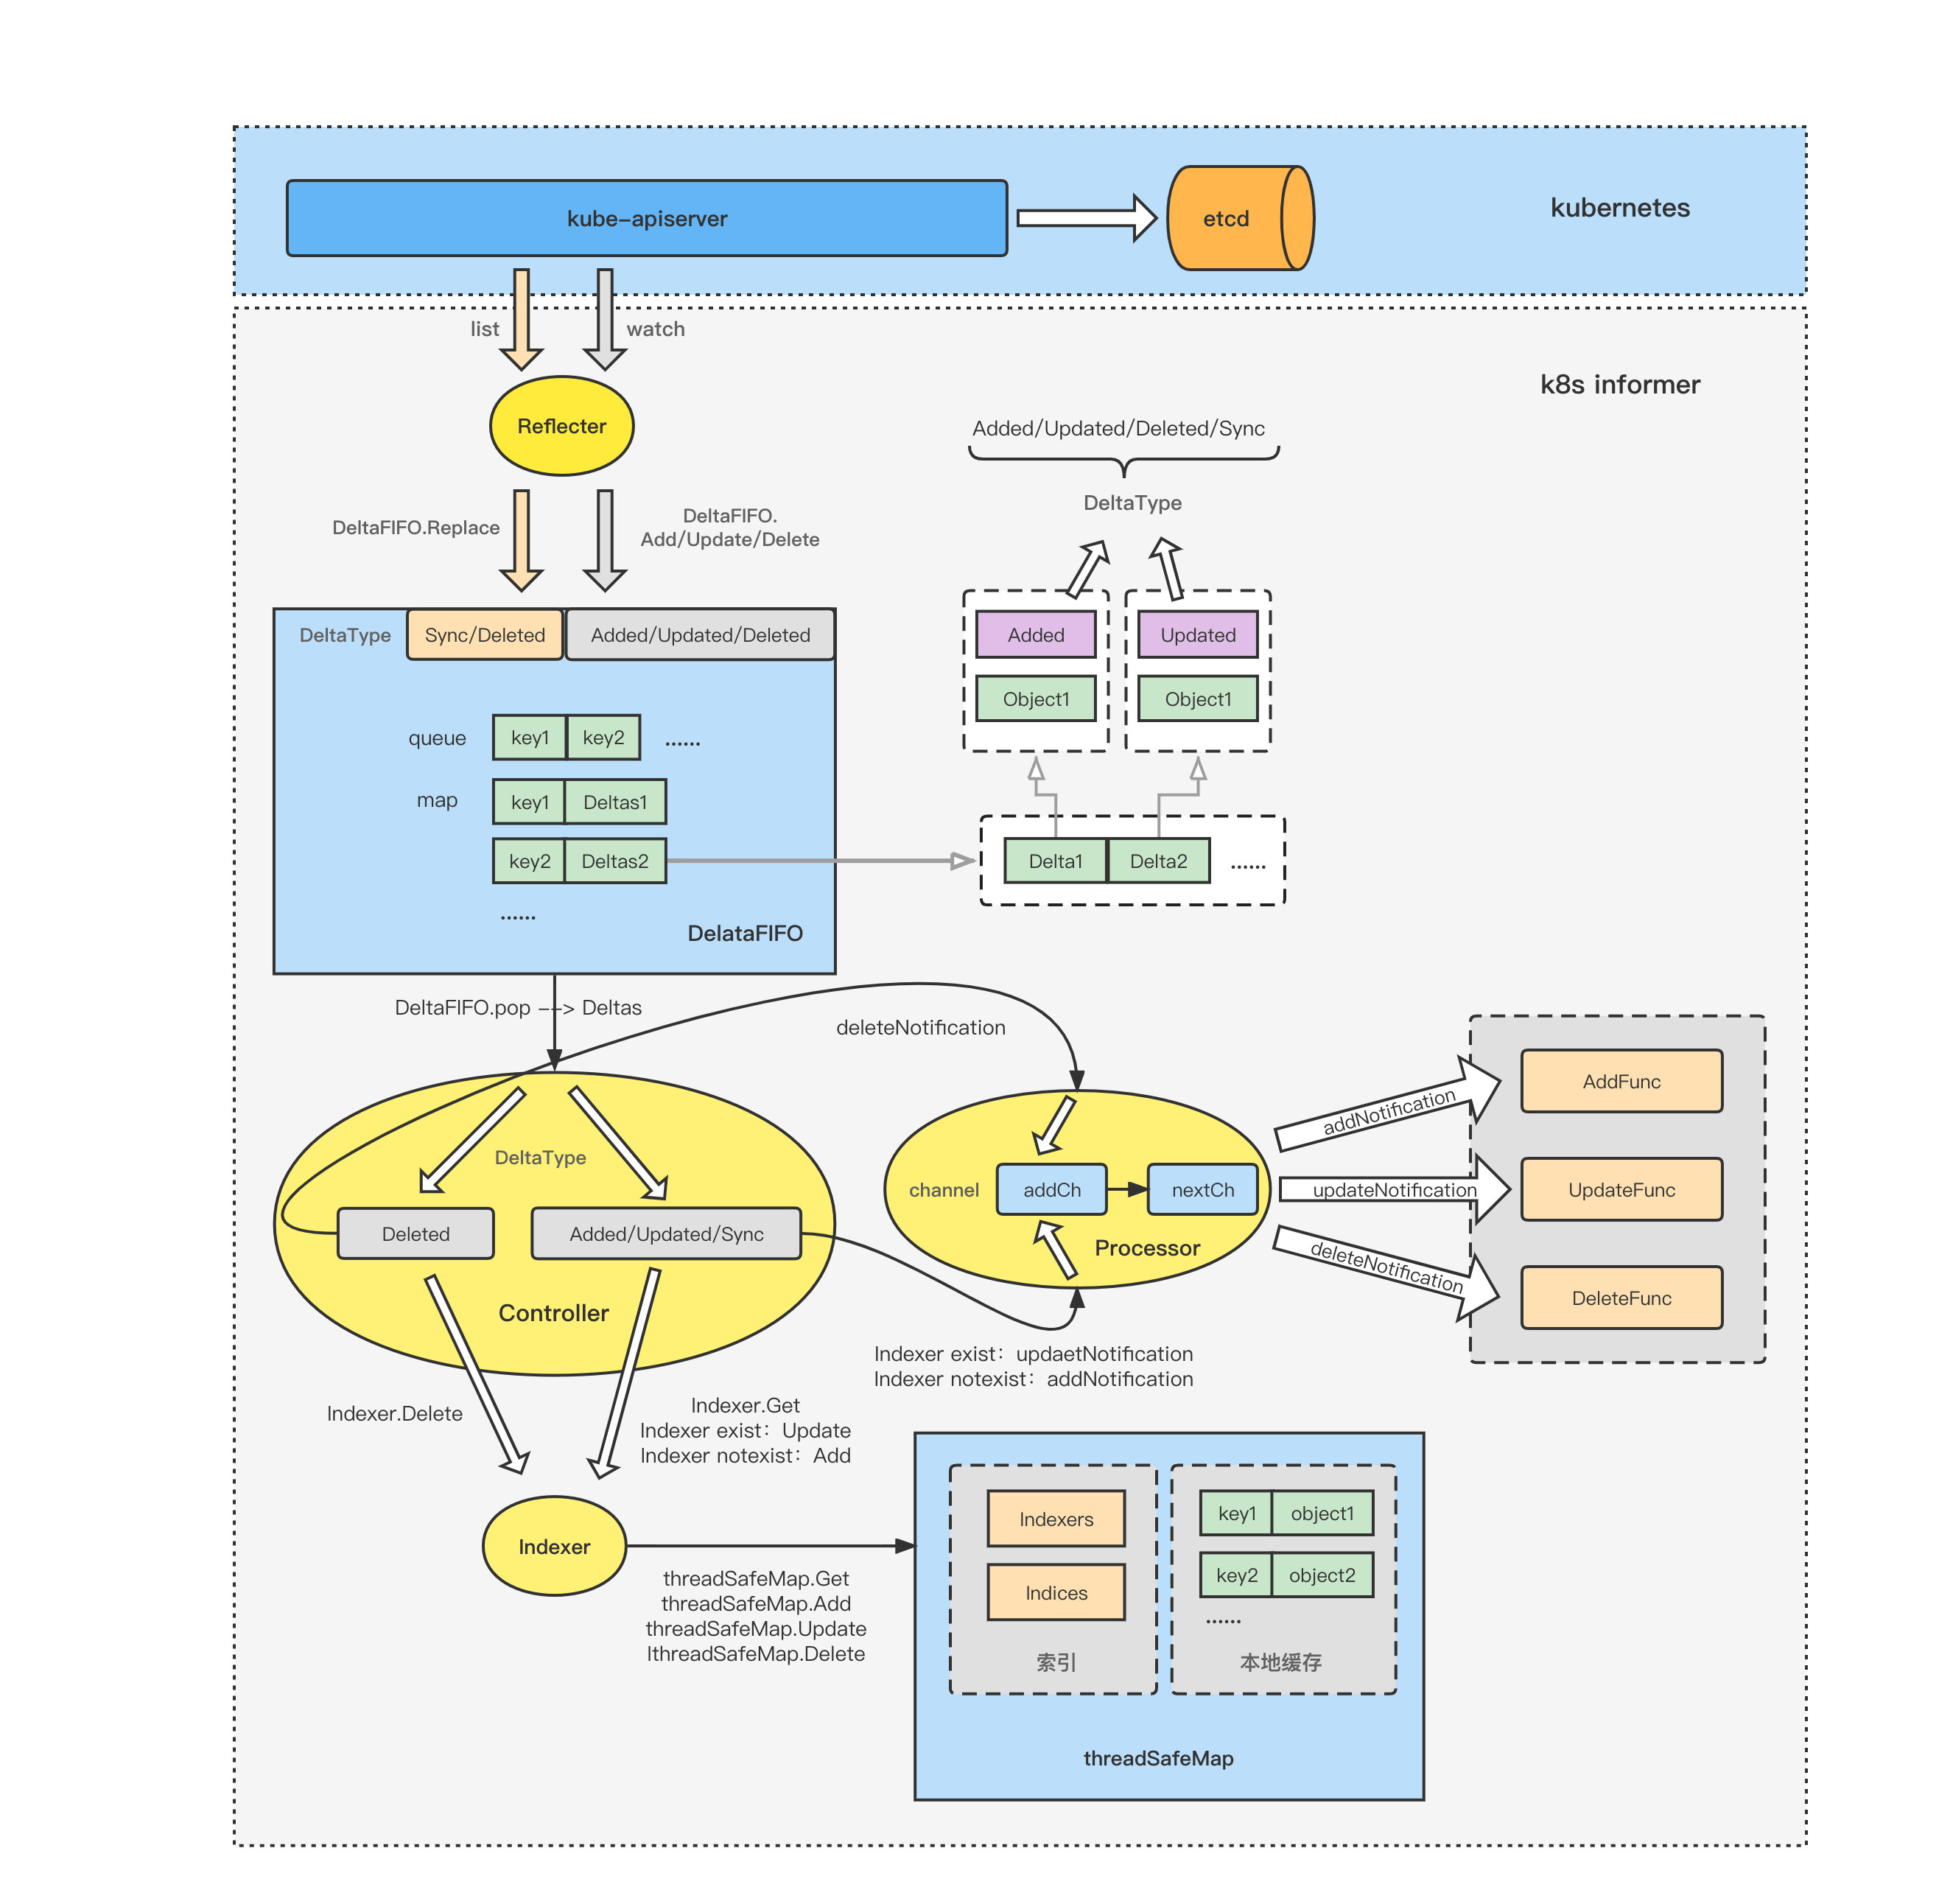 kube-apiserver
etcd
kubernetes
list
watch
k8s informer
Reflecter
Added/Updated/Deleted/Sync
DeltaType
DeltaFIFO.Replace
DeltaFIFO.
Add/Update/Delete
DeltaType
Sync/Deleted
Added/Updated/Deleted
Added
Updated
Object1
Object1
queue
key1
key2
......
map
key1
Deltas1
key2
Deltas2
......
Delta1
Delta2
......
DelataFIFO
DeltaFIFO.pop --> Deltas
deleteNotification
AddFunc
addNotification
DeltaType
channel
addCh
nextCh
updateNotification
UpdateFunc
Deleted
Added/Updated/Sync
Processor
deleteNotification
DeleteFunc
Controller
Indexer exist：updaetNotification
Indexer notexist：addNotification
Indexer.Delete
Indexer.Get
Indexer exist：Update
Indexer notexist：Add
Indexer
Indexers
key1
object1
Indices
key2
object2
......
索引
本地缓存
threadSafeMap.Get
threadSafeMap.Add
threadSafeMap.Update
IthreadSafeMap.Delete
threadSafeMap